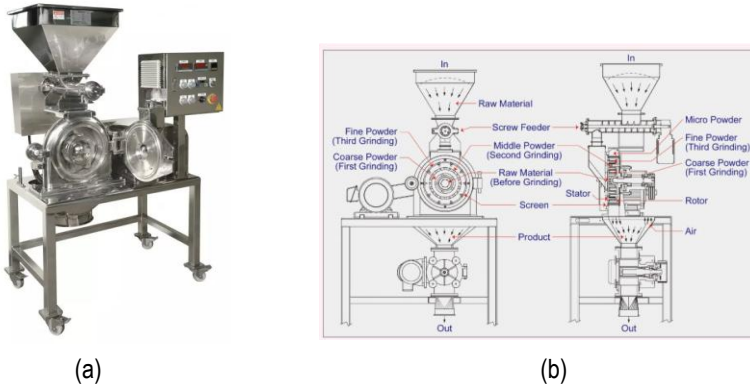 In
In
Raw Material
Micro Powder
Fine Powder
(Third Grinding)
Screw Feeder
Fine Powder
(Third Grinding)
Middle Powder
(Second Grinding)
Coarse Powder
(First Grinding)
Coarse Powder
(First Grinding)
Raw Material
(Before Grinding)
Stator
Screen
Rotor
Product
Air
Out
Out
(a)
(b)